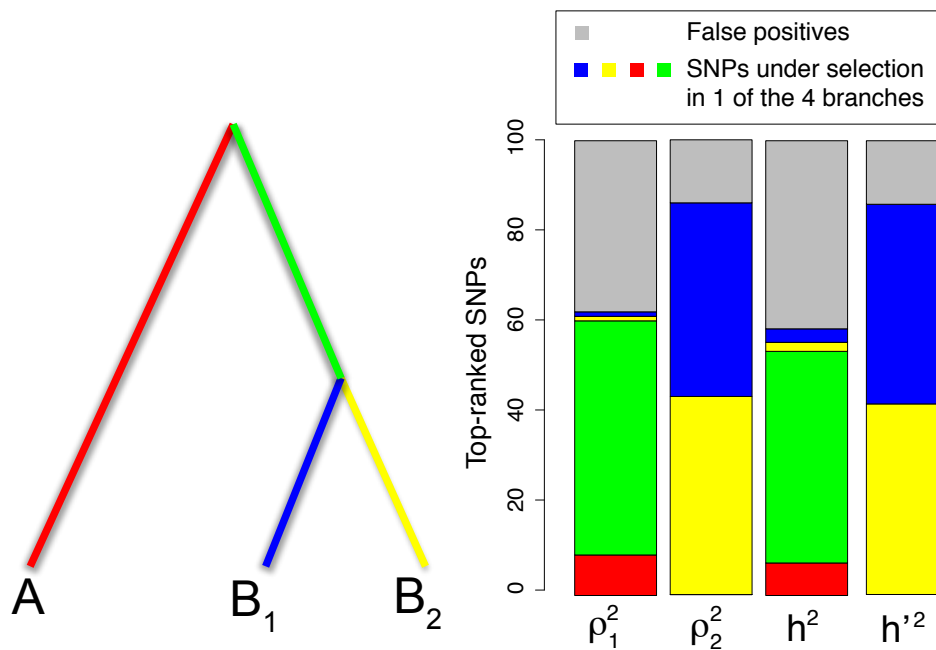 False positives
SNPs under selection
in 1 of the 4 branches
Top-ranked SNPs
100
80
60
40
20
0
A
B₁
B₂
ρ₁²
ρ₂²
h²
h'²